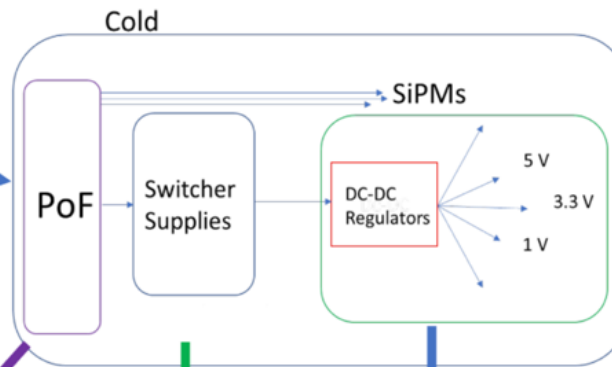 Cold
SiPMs
PoF
Switcher
Supplies
DC-DC
Regulators
5 V
3.3 V
1 V